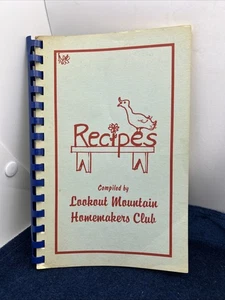 Recipes
Compiled by
Lookout Mountain
Homemakers Club